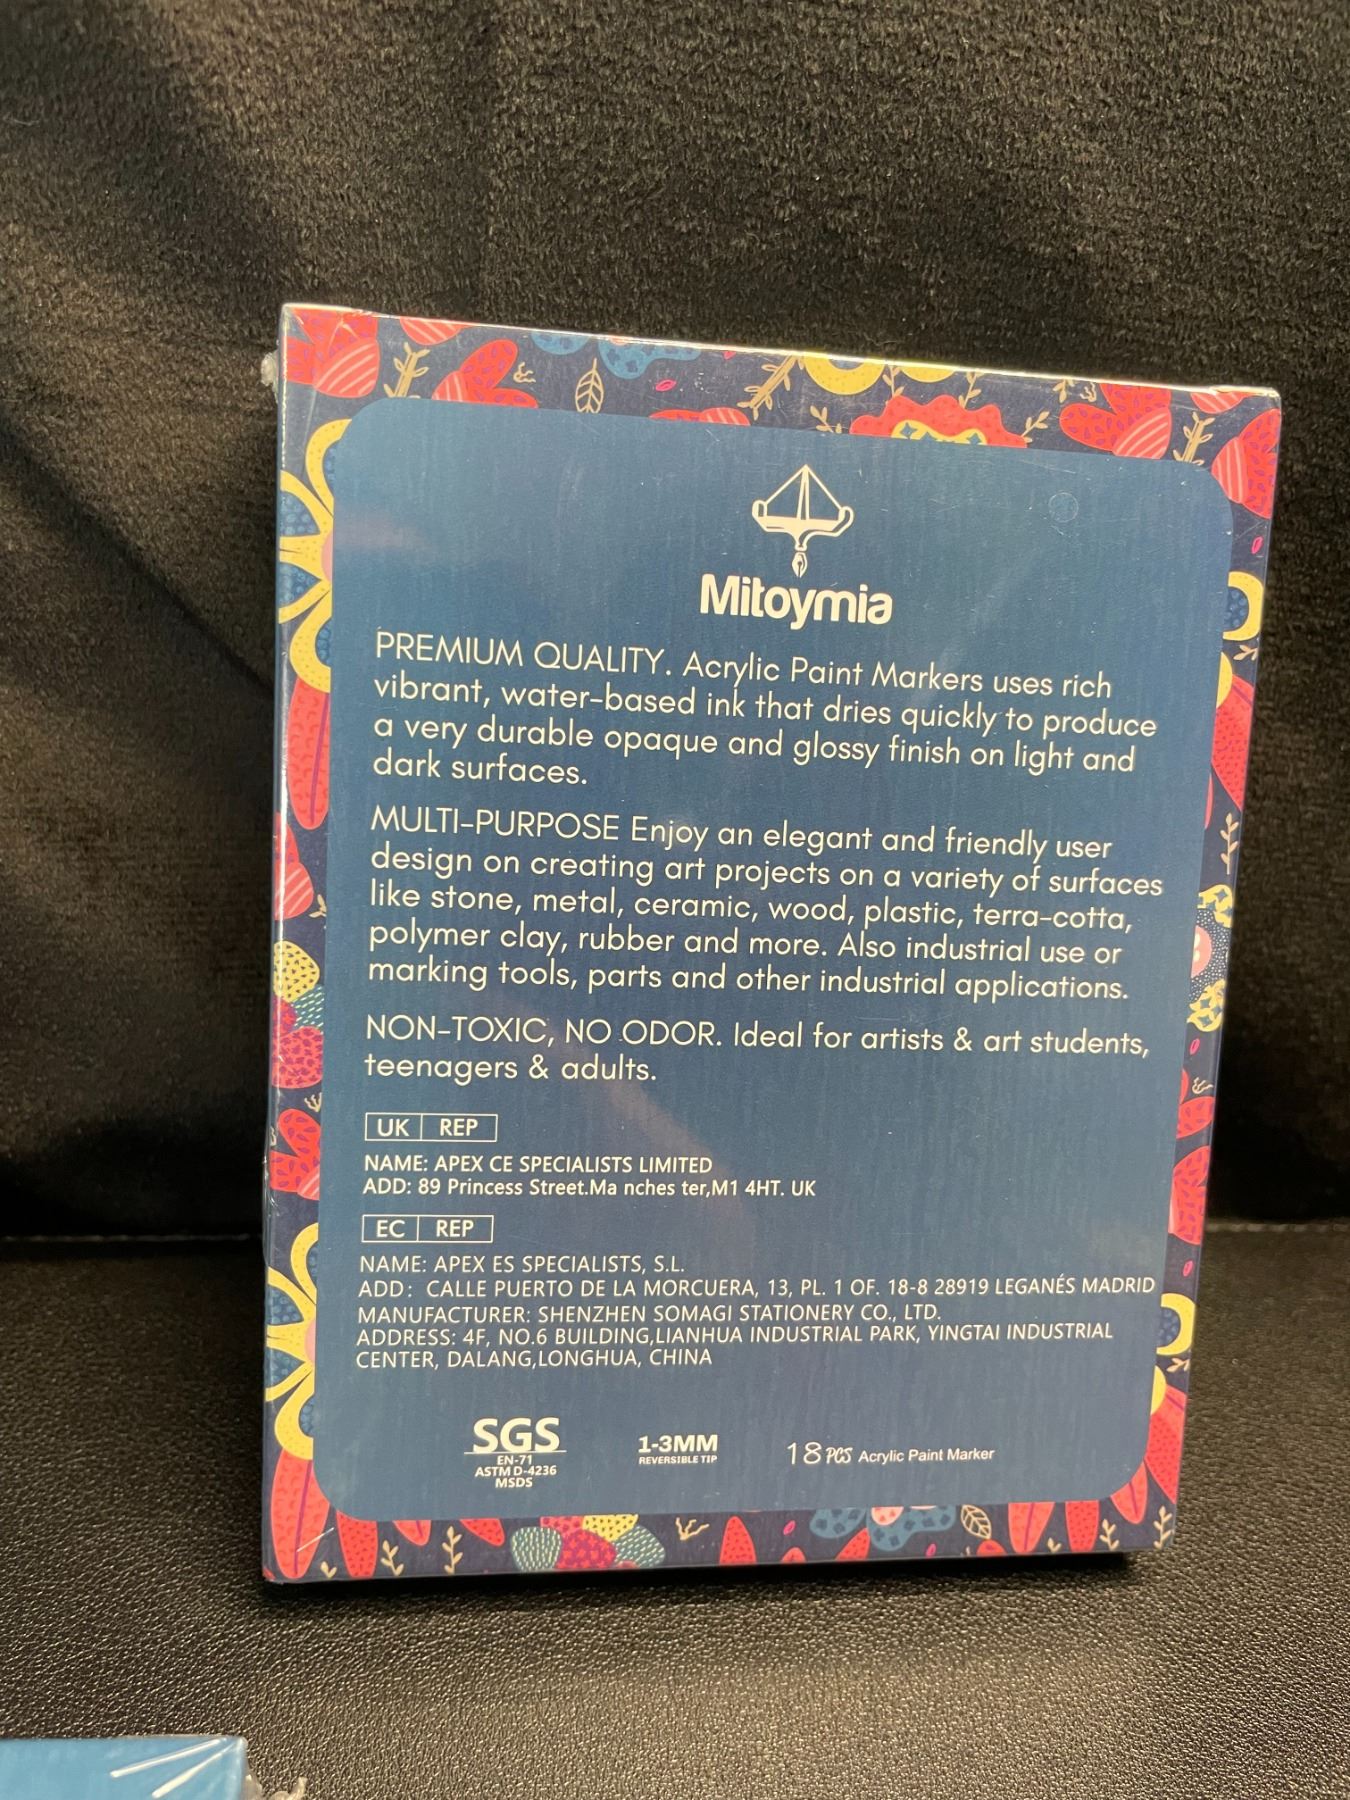 Mitoymia
PREMIUM QUALITY. Acrylic Paint Markers uses rich
vibrant, water-based ink that dries quickly to produce
a very durable opaque and glossy finish on light and
dark surfaces.
MULTI-PURPOSE Enjoy an elegant and friendly user
design on creating art projects on a variety of surfaces
like stone, metal, ceramic, wood, plastic, terra-cotta,
polymer clay, rubber and more. Also industrial use or
marking tools, parts and other industrial applications.
NON-TOXIC, NO ODOR. Ideal for artists & art students,
teenagers & adults.
UK REP
NAME: APEX CE SPECIALISTS LIMITED
ADD: 89 Princess Street.Ma nches ter,M1 4HT. UK
EC REP
NAME: APEX ES SPECIALISTS, S.L.
ADD: CALLE PUERTO DE LA MORCUERA, 13, PL. 1 OF. 18-8 28919 LEGANÉS MADRID
MANUFACTURER: SHENZHEN SOMAGI STATIONERY CO., LTD.
ADDRESS: 4F, NO.6 BUILDING,LIANHUA INDUSTRIAL PARK, YINGTAI INDUSTRIAL
CENTER, DALANG,LONGHUA, CHINA
SGS
EN-71
ASTM D-4236
MSDS
1-3MM
REVERSIBLE TIP
18 PCS Acrylic Paint Marker